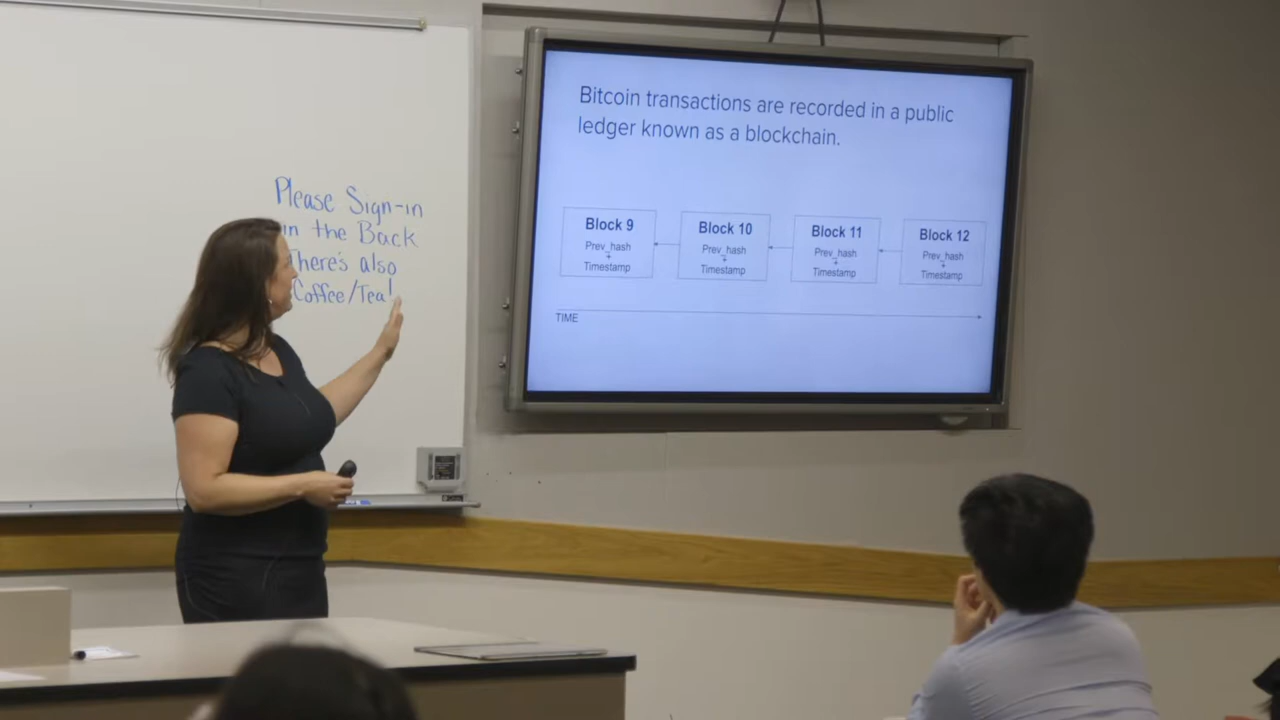 Please Sign-in
in the Back
There's also
Coffee/Tea!
Bitcoin transactions are recorded in a public
ledger known as a blockchain.
Block 9
Prev_hash
+
Timestamp
Block 10
Prev_hash
+
Timestamp
Block 11
Prev_hash
+
Timestamp
Block 12
Prev_hash
+
Timestamp
TIME